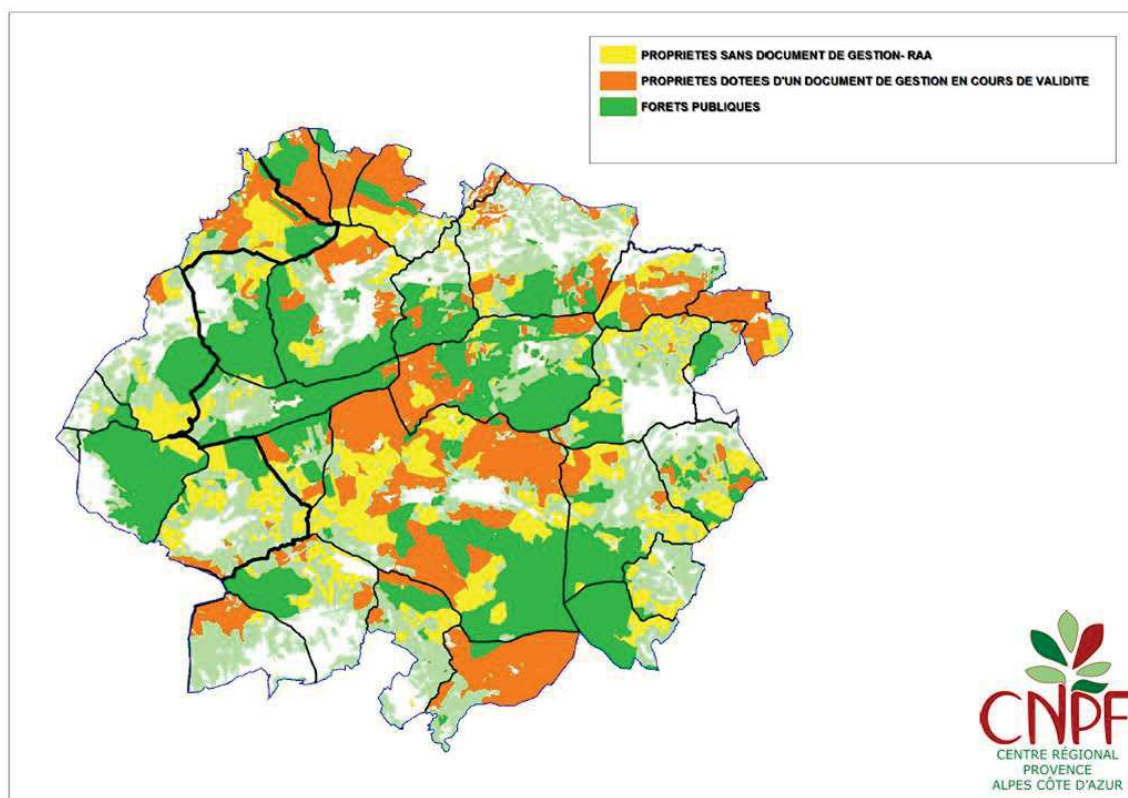 PROPRIETES SANS DOCUMENT DE GESTION- RAA
PROPRIETES DOTEES D'UN DOCUMENT DE GESTION EN COURS DE VALIDITE
FORETS PUBLIQUES
CNPF
CENTRE RÉGIONAL
PROVENCE
ALPES CÔTE D'AZUR